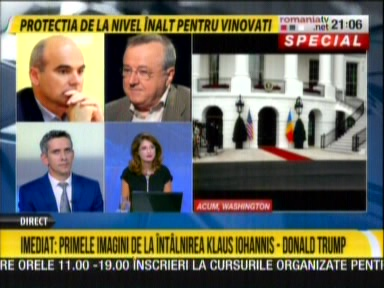 PROTECȚIA DE LA NIVEL ÎNALT PENTRU VINOVAȚI
romaniatv
.net
21:06
SPECIAL
ACUM, WASHINGTON
DIRECT
IMEDIAT: PRIMELE IMAGINI DE LA ÎNTÂLNIREA KLAUS IOHANNIS - DONALD TRUMP
RE ORELE 11.00 -19.00 ÎNSCRIERI LA CURSURILE ORGANIZATE PENT